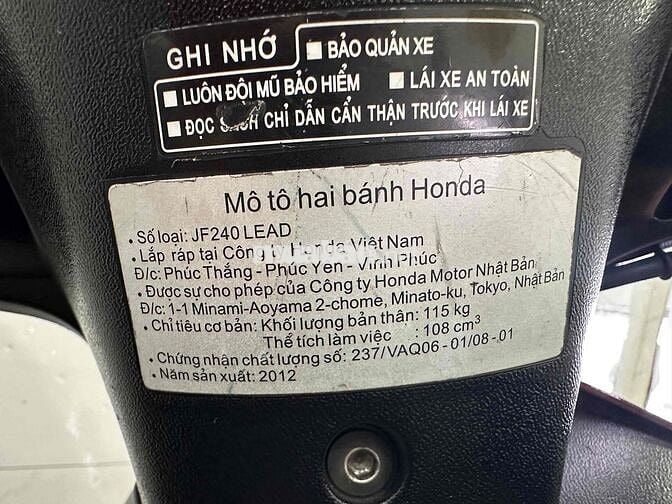 GHI NHỚ
BẢO QUẢN XE
LUÔN ĐỘI MŨ BẢO HIỂM
LÁI XE AN TOÀN
ĐỌC CHỈ DẪN CẨN THẬN TRƯỚC KHI LÁI XE
Mô tô hai bánh Honda
• Số loại: JF240 LEAD
• Lắp ráp tại Công Honda Việt Nam
Đ/c: Phúc Thắng - Phúc Yên - Vĩnh Phúc
• Được sự cho phép của Công ty Honda Motor Nhật Bản
Đ/c: 1-1 Minami-Aoyama 2-chome, Minato-ku, Tokyo, Nhật Bản
• Chỉ tiêu cơ bản: Khối lượng bản thân: 115 kg
Thể tích làm việc : 108 cm³
• Chứng nhận chất lượng số: 237/VAQ06 - 01/08 - 01
• Năm sản xuất: 2012